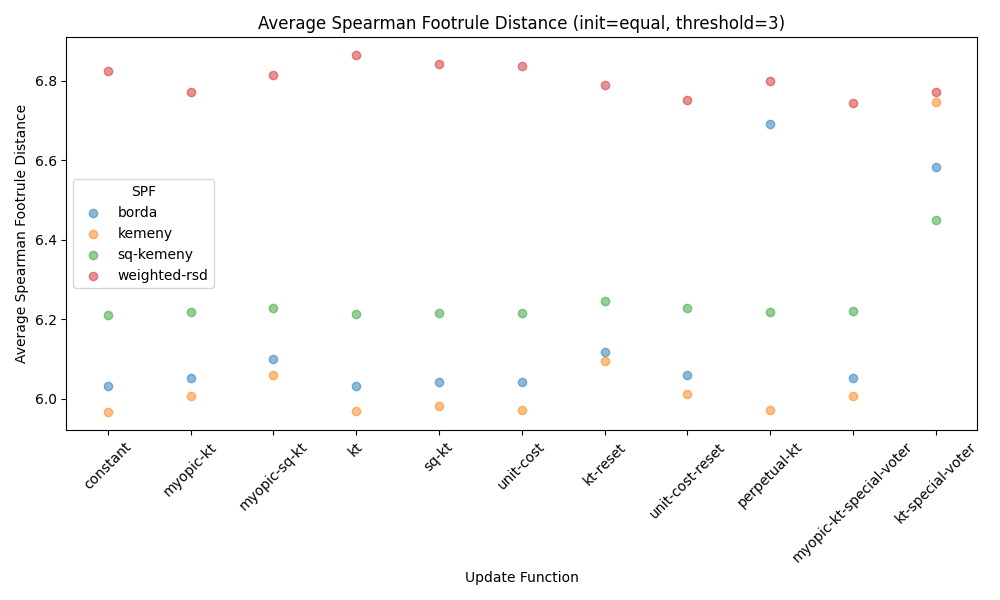 Average Spearman Footrule Distance (init=equal, threshold=3)
Average Spearman Footrule Distance
6.8
6.6
6.4
6.2
6.0
SPF
borda
kemeny
sq-kemeny
weighted-rsd
constant
myopic-kt
myopic-sq-kt
kt
sq-kt
unit-cost
kt-reset
unit-cost-reset
perpetual-kt
myopic-kt-special-voter
kt-special-voter
Update Function